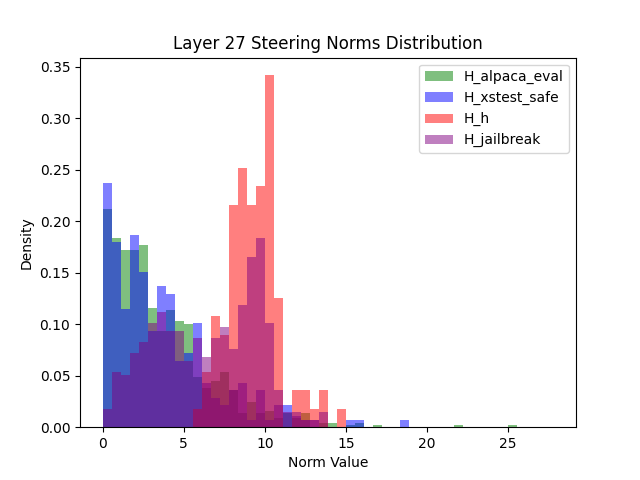 Layer 27 Steering Norms Distribution
H_alpaca_eval
H_xstest_safe
H_h
H_jailbreak
Density
0.35
0.30
0.25
0.20
0.15
0.10
0.05
0.00
0 5 10 15 20 25
Norm Value